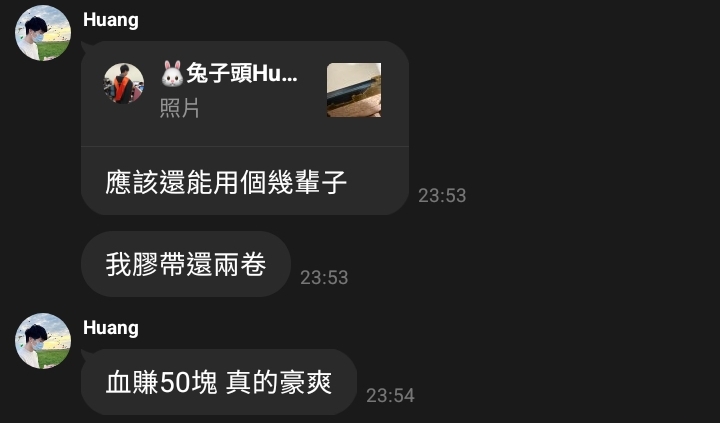 Huang
🐰兔子頭Hu...
照片
應該還能用個幾輩子
23:53
我膠帶還兩卷
23:53
Huang
血賺50塊 真的豪爽
23:54